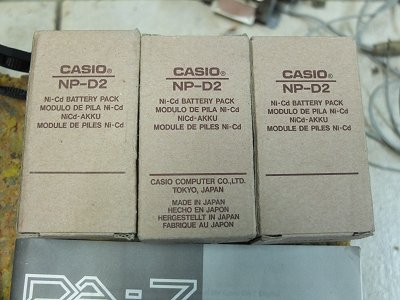 CASIO®
NP-D2
Ni-Cd BATTERY PACK
MODULO DE PILA Ni-Cd
NiCd-AKKU
MODULE DE PILES Ni-Cd
CASIO®
NP-D2
Ni-Cd BATTERY PACK
MODULO DE PILA Ni-Cd
NiCd-AKKU
MODULE DE PILES Ni-Cd
CASIO COMPUTER CO.,LTD.
TOKYO, JAPAN
MADE IN JAPAN
HECHO EN JAPON
HERGESTELLT IN JAPAN
FABRIQUE AU JAPON
CASIO®
NP-D2
Ni-Cd BATTERY PACK
MODULO DE PILA Ni-Cd
NiCd-AKKU
MODULE DE PILES Ni-Cd